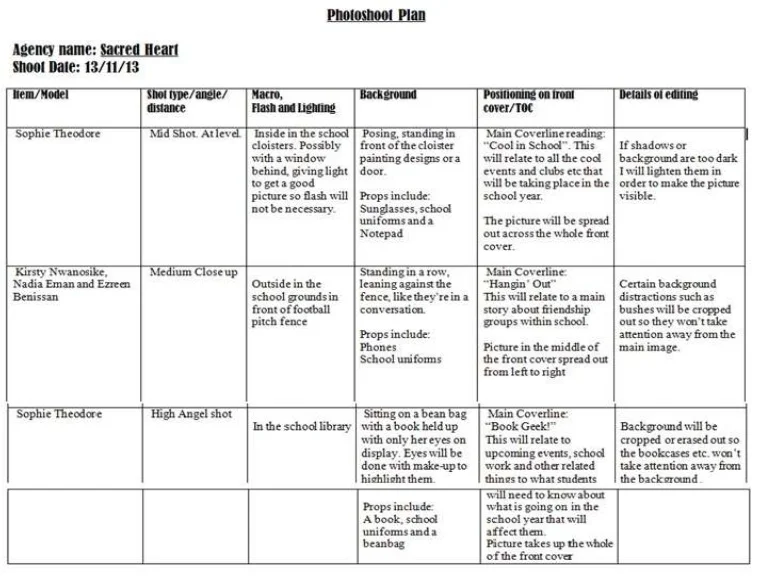 Photoshoot Plan
Agency name: Sacred Heart
Shoot Date: 13/11/13
Item/Model
Shot type/angle/
distance
Macro,
Flash and Lighting
Background
Positioning on front
cover/TOC
Details of editing
Sophie Theodore
Mid Shot. At level.
Inside in the school
cloisters. Possibly
with a window
behind, giving light
to get a good
picture so flash will
not be necessary.
Posing, standing in
front of the cloister
painting designs or a
door.
Props include:
Sunglasses, school
uniforms and a
Notepad
Main Coverline reading:
“Cool in School”. This
will relate to all the cool
events and clubs etc that
will be taking place in the
school year.
The picture will be spread
out across the whole front
cover.
If shadows or
background are too dark
I will lighten them in
order to make the picture
visible.
Kirsty Nwanosike,
Nadia Eman and Ezreen
Benissan
Medium Close up
Outside in the
school grounds in
front of football
pitch fence
Standing in a row,
leaning against the
fence, like they’re in a
conversation.
Props include:
Phones
School uniforms
Main Coverline:
“Hangin’ Out”
This will relate to a main
story about friendship
groups within school.
Picture in the middle of
the front cover spread out
from left to right
Certain background
distractions such as
bushes will be cropped
out so they won’t take
attention away from the
main image.
Sophie Theodore
High Angel shot
In the school library
Sitting on a bean bag
with a book held up
with only her eyes on
display. Eyes will be
done with make-up to
highlight them.
Props include:
A book, school
uniforms and a
beanbag
Main Coverline:
“Book Geek!”
This will relate to
upcoming events, school
work and other related
things to what students
will need to know about
what is going on in the
school year that will
affect them.
Picture takes up the whole
of the front cover
Background will be
cropped or erased out so
the bookcases etc. won’t
take attention away from
the background.